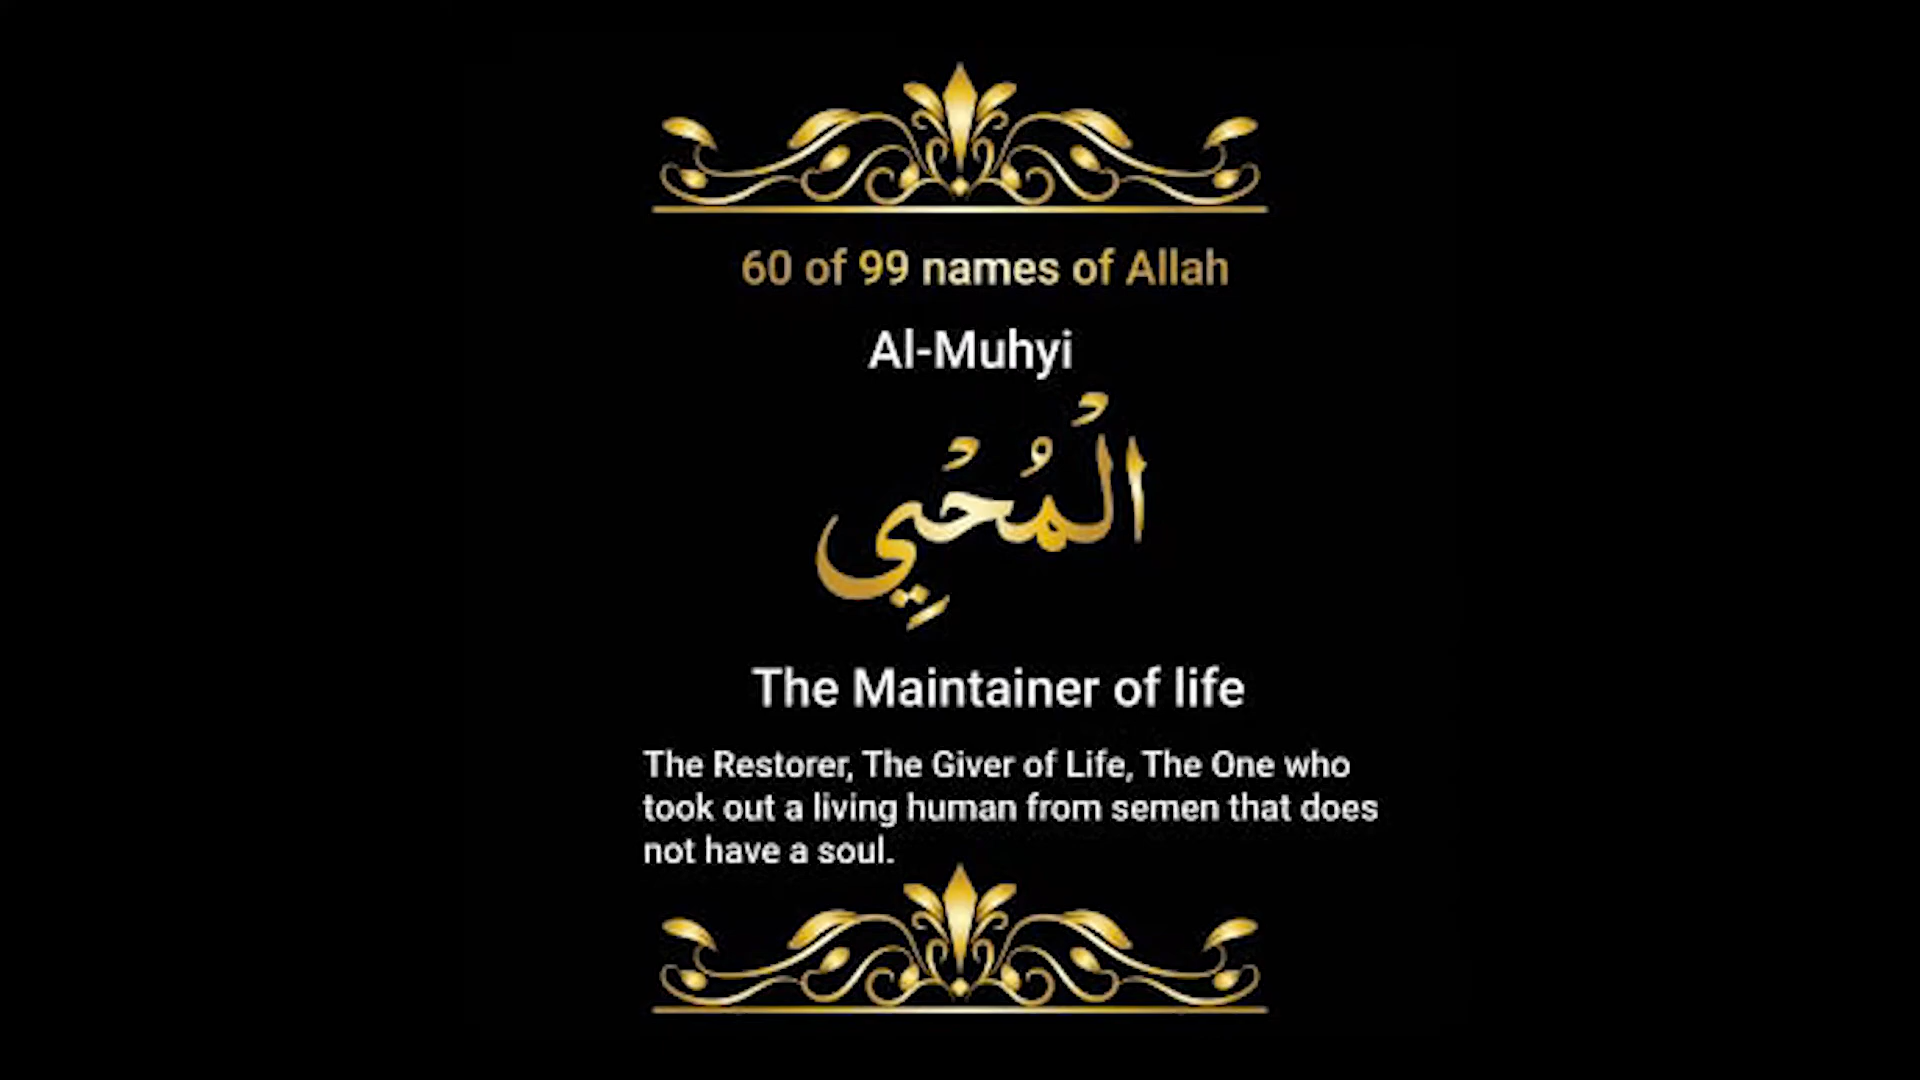 60 of 99 names of Allah
Al-Muhyi
الْمُحْيِي
The Maintainer of life
The Restorer, The Giver of Life, The One who
took out a living human from semen that does
not have a soul.